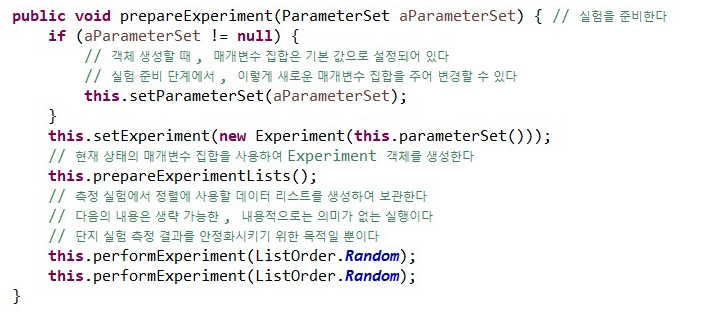 public void prepareExperiment(ParameterSet aParameterSet) { // 실험을 준비한다
if (aParameterSet != null) {
// 객체 생성할 때 , 매개변수 집합은 기본 값으로 설정되어 있다
// 실험 준비 단계에서 , 이렇게 새로운 매개변수 집합을 주어 변경할 수 있다
this.setParameterSet(aParameterSet);
}
this.setExperiment(new Experiment(this.parameterSet()));
// 현재 상태의 매개변수 집합을 사용하여 Experiment 객체를 생성한다
this.prepareExperimentLists();
// 측정 실험에서 정렬에 사용할 데이터 리스트를 생성하여 보관한다
// 다음의 내용은 생략 가능한 , 내용적으로는 의미가 없는 실행이다
// 단지 실험 측정 결과를 안정화시키기 위한 목적일 뿐이다
this.performExperiment(ListOrder.Random);
this.performExperiment(ListOrder.Random);
}